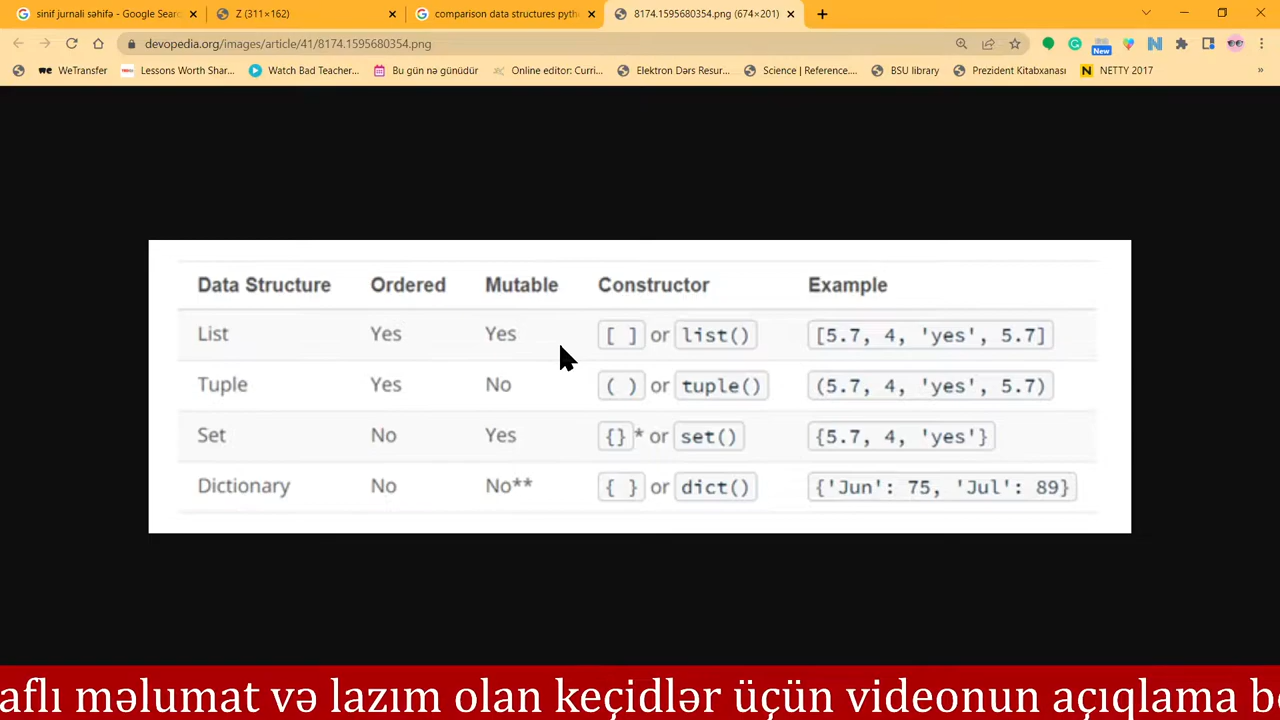 sinif jurnali səhifə - Google Searc
Z (311×162)
comparison data structures pyth
8174.1595680354.png (674×201)
devopedia.org/images/article/41/8174.1595680354.png
New
WeTransfer
Lessons Worth Shar...
Watch Bad Teacher...
Bu gün nə günüdür
Online editor: Curri...
Elektron Dərs Resur...
Science | Reference....
BSU library
Prezident Kitabxanası
NETTY 2017
»
Data Structure Ordered Mutable Constructor Example
List Yes Yes [ ] or list() [5.7, 4, 'yes', 5.7]
Tuple Yes No ( ) or tuple() (5.7, 4, 'yes', 5.7)
Set No Yes {}* or set() {5.7, 4, 'yes'}
Dictionary No No** { } or dict() {'Jun': 75, 'Jul': 89}
aflı məlumat və lazım olan keçidlər üçün videonun açıqlama bö